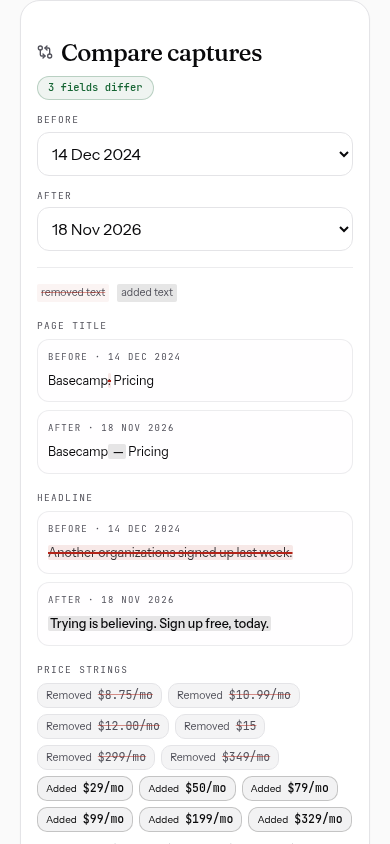 Compare captures
3 fields differ
BEFORE
14 Dec 2024
AFTER
18 Nov 2026
removed text added text
PAGE TITLE
BEFORE · 14 DEC 2024
Basecamp: Pricing
AFTER · 18 NOV 2026
Basecamp — Pricing
HEADLINE
BEFORE · 14 DEC 2024
Another organizations signed up last week.
AFTER · 18 NOV 2026
Trying is believing. Sign up free, today.
PRICE STRINGS
Removed $8.75/mo Removed $10.99/mo
Removed $12.00/mo Removed $15
Removed $299/mo Removed $349/mo
Added $29/mo Added $50/mo Added $79/mo
Added $99/mo Added $199/mo Added $329/mo